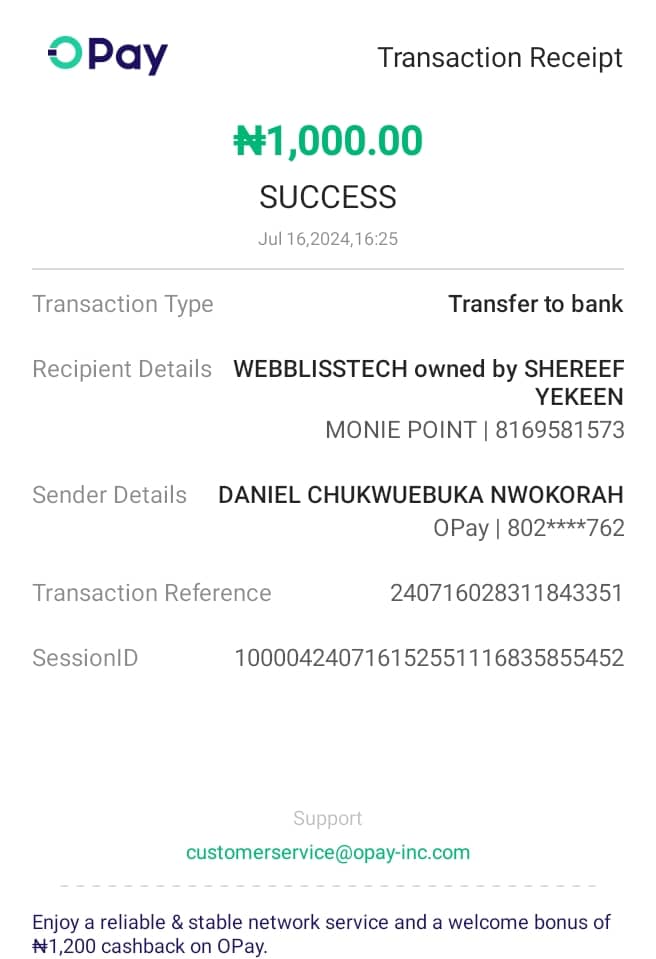 OPay
Transaction Receipt
₦1,000.00
SUCCESS
Jul 16,2024,16:25
Transaction Type Transfer to bank
Recipient Details WEBBLISSTECH owned by SHEREEF
YEKEEN
MONIE POINT | 8169581573
Sender Details DANIEL CHUKWUEBUKA NWOKORAH
OPay | 802****762
Transaction Reference 240716028311843351
SessionID 100004240716152551116835855452
Support
customerservice@opay-inc.com
Enjoy a reliable & stable network service and a welcome bonus of
₦1,200 cashback on OPay.